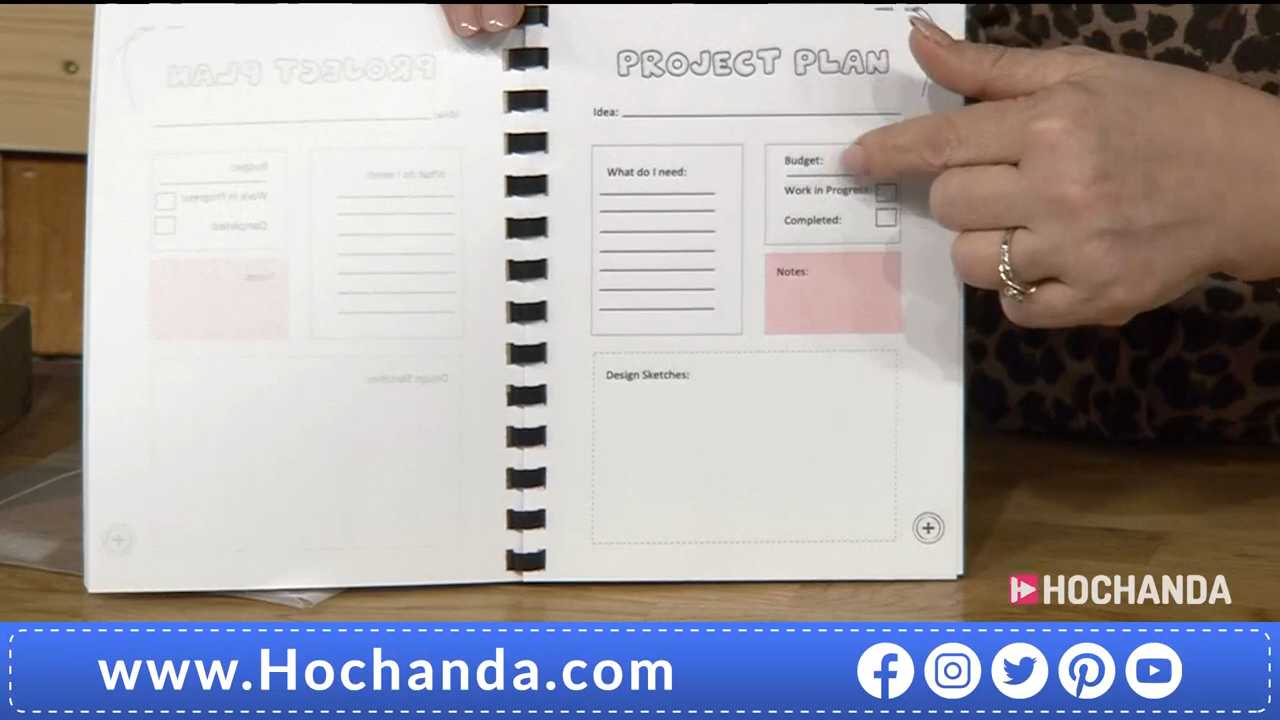 PROJECT PLAN
Idea:
What do I need:
Budget:
Work in Progress:
Completed:
Notes:
Design Sketches:
HOCHANDA
www.Hochanda.com